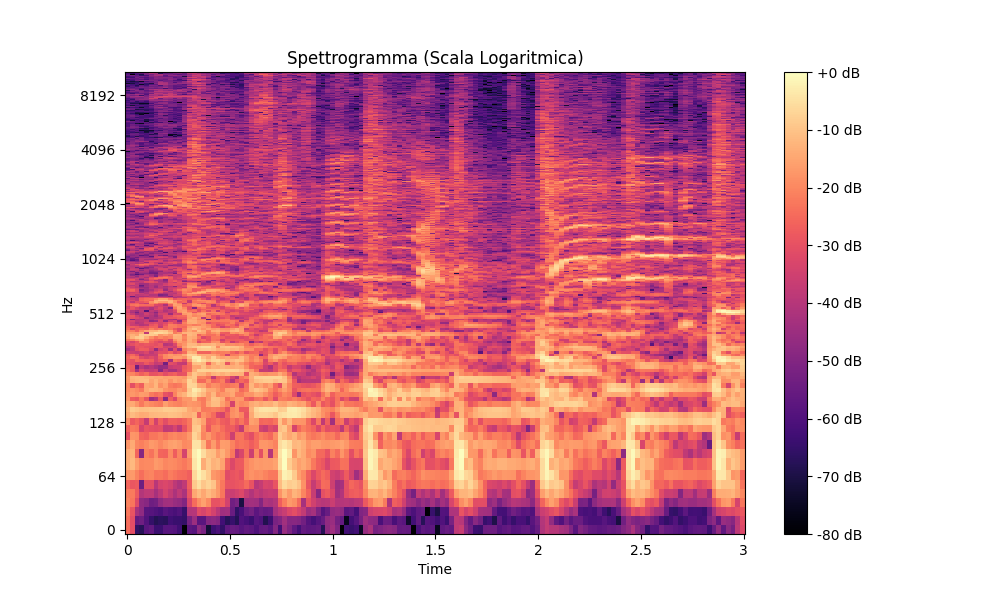 Spettrogramma (Scala Logaritmica)
8192
4096
2048
1024
512
256
128
64
0
Hz
0 0.5 1 1.5 2 2.5 3
Time
+0 dB
-10 dB
-20 dB
-30 dB
-40 dB
-50 dB
-60 dB
-70 dB
-80 dB